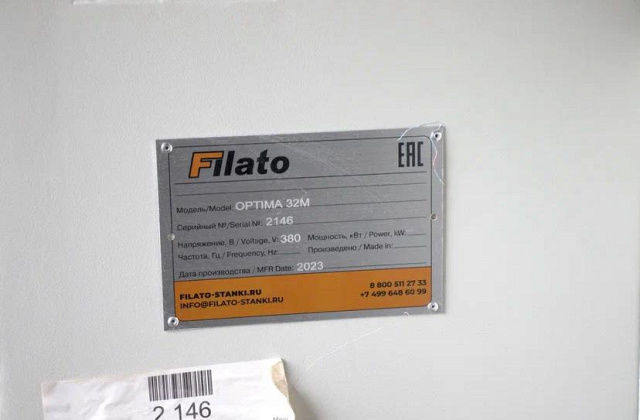 Filato
EAC
Модель/Model: OPTIMA 32M
Серийный №/Serial №: 2146
Напряжение, В / Voltage, V: 380 Мощность, кВт / Power, kW:
Частота, Гц / Frequency, Hz: Произведено / Made in:
Дата производства / MFR Date: 2023
FILATO-STANKI.RU 8 800 511 27 33
INFO@FILATO-STANKI.RU +7 499 648 60 99
2 146